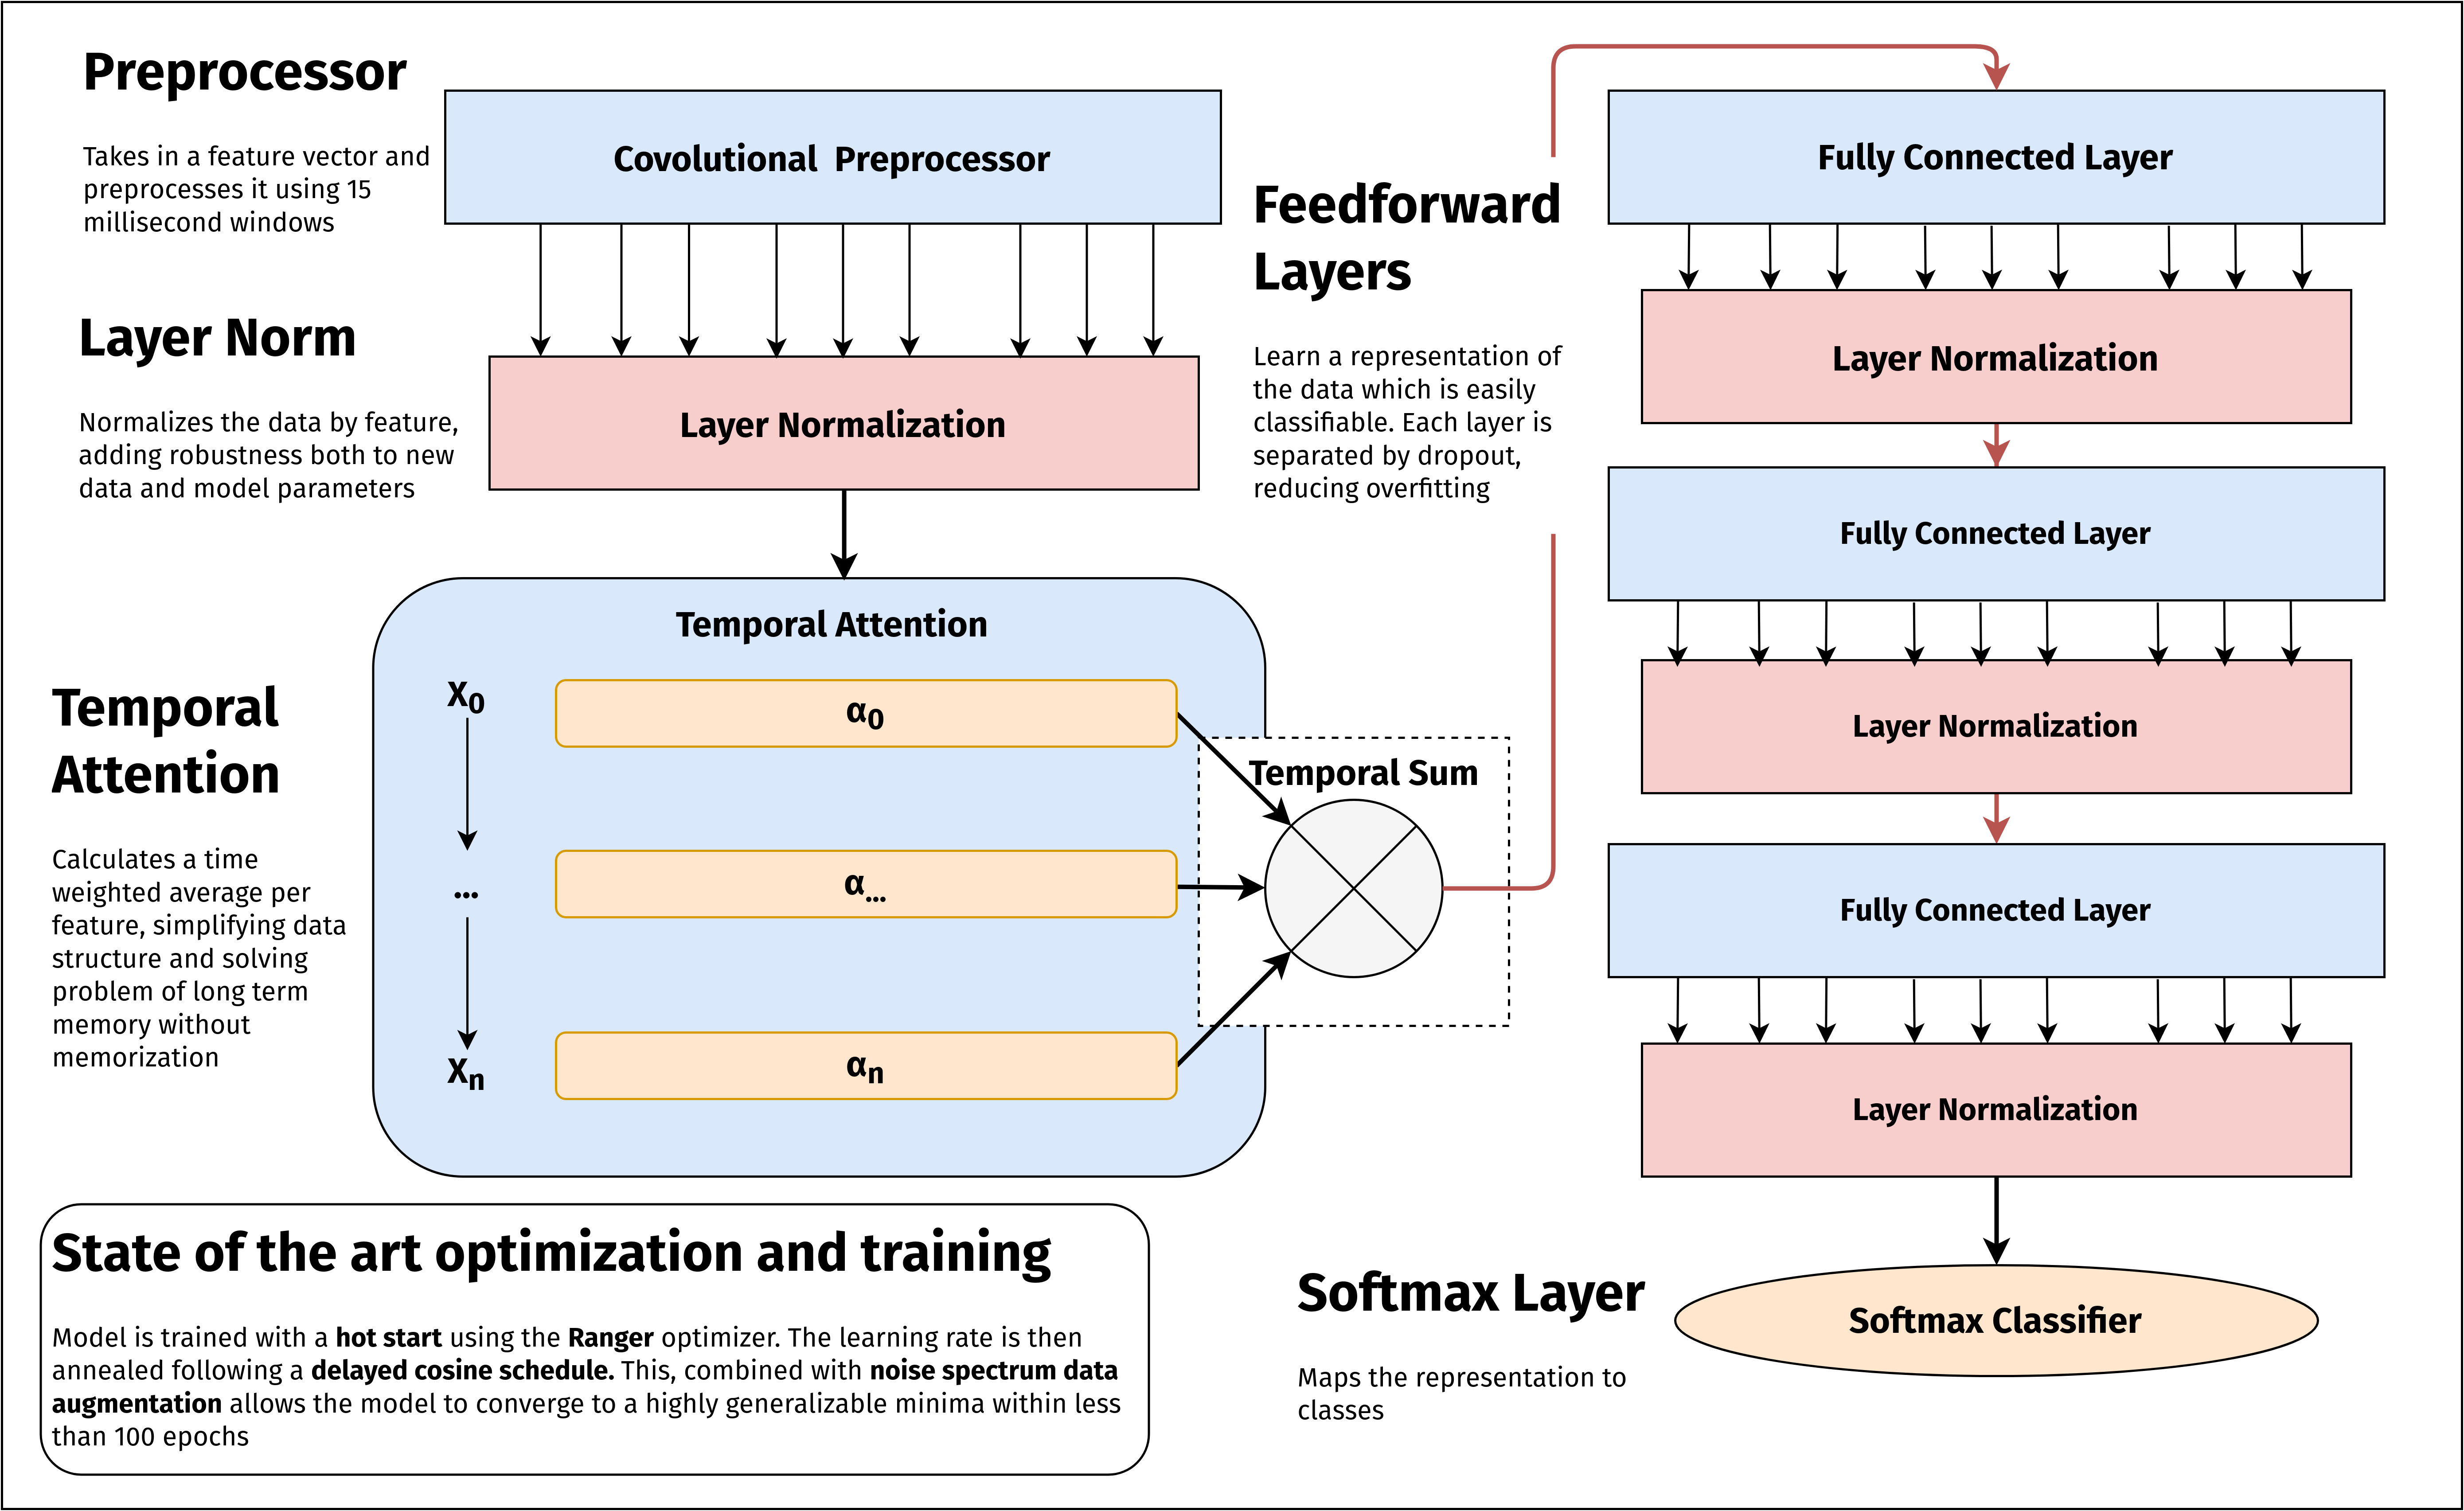 Preprocessor
Takes in a feature vector and
preprocesses it using 15
millisecond windows
Covolutional Preprocessor
Layer Norm
Normalizes the data by feature,
adding robustness both to new
data and model parameters
Layer Normalization
Temporal
Attention
Calculates a time
weighted average per
feature, simplifying data
structure and solving
problem of long term
memory without
memorization
Temporal Attention
X0
...
Xn
α0
α...
αn
Temporal Sum
State of the art optimization and training
Model is trained with a hot start using the Ranger optimizer. The learning rate is then
annealed following a delayed cosine schedule. This, combined with noise spectrum data
augmentation allows the model to converge to a highly generalizable minima within less
than 100 epochs
Feedforward
Layers
Learn a representation of
the data which is easily
classifiable. Each layer is
separated by dropout,
reducing overfitting
Fully Connected Layer
Layer Normalization
Fully Connected Layer
Layer Normalization
Fully Connected Layer
Layer Normalization
Softmax Layer
Maps the representation to
classes
Softmax Classifier